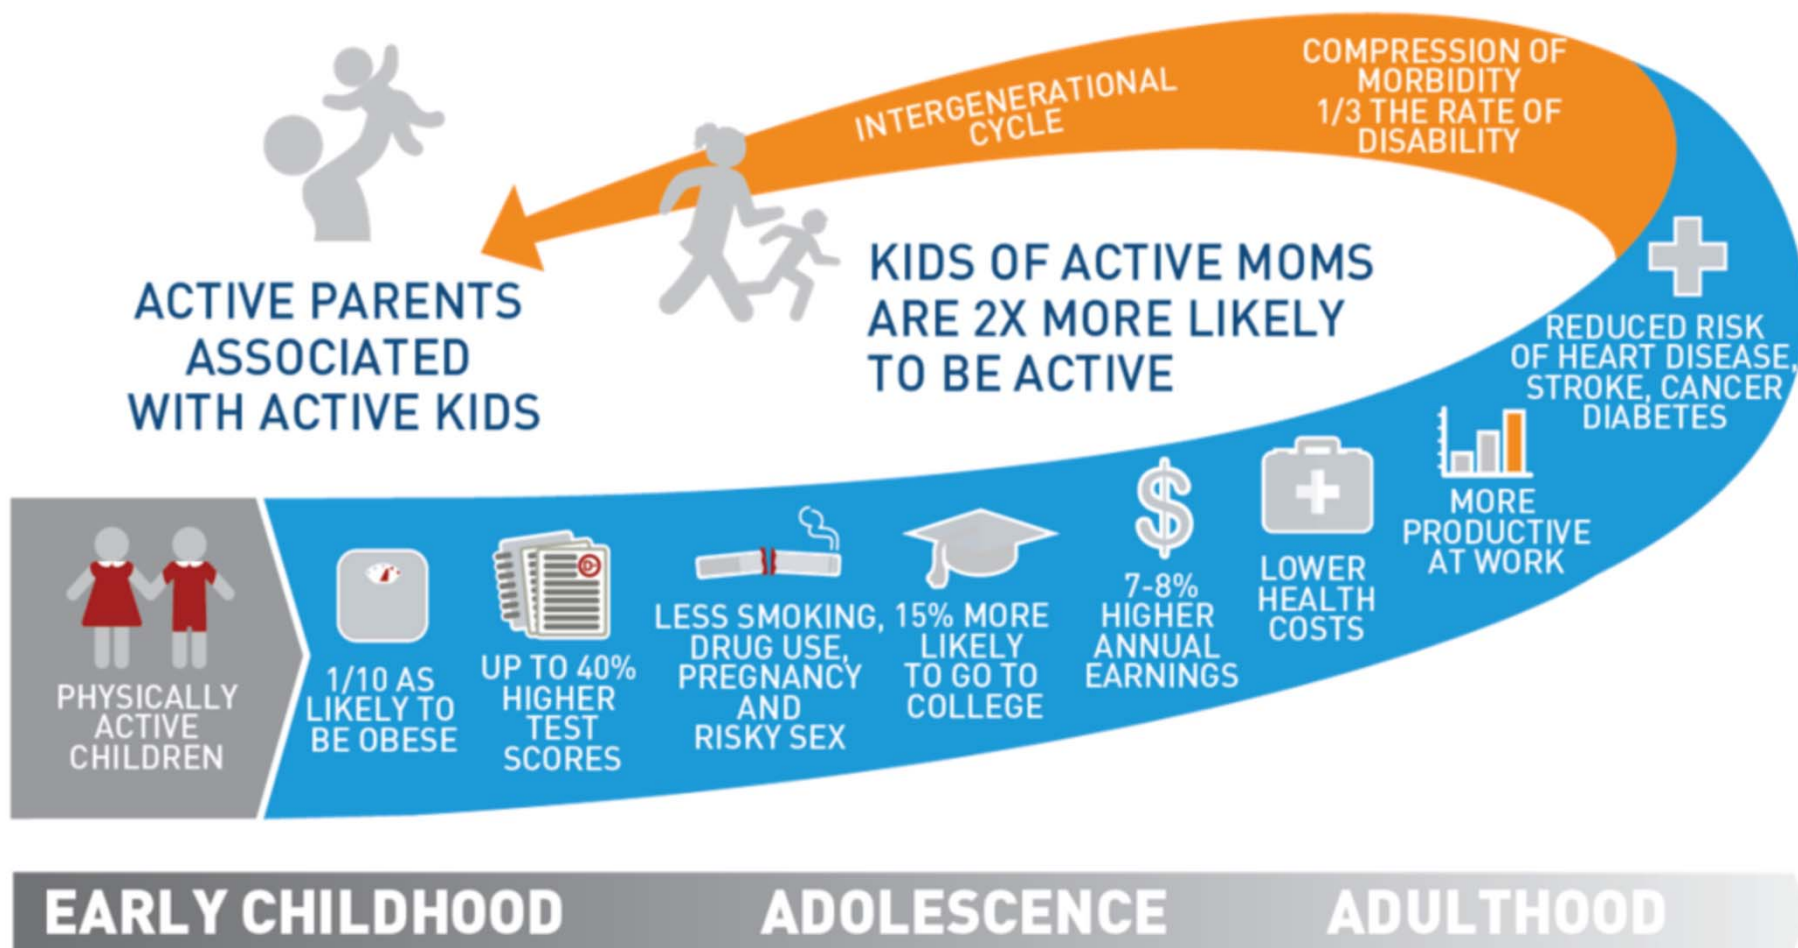 INTERGENERATIONAL
CYCLE
COMPRESSION OF
MORBIDITY
1/3 THE RATE OF
DISABILITY
ACTIVE PARENTS
ASSOCIATED
WITH ACTIVE KIDS
KIDS OF ACTIVE MOMS
ARE 2X MORE LIKELY
TO BE ACTIVE
PHYSICALLY
ACTIVE
CHILDREN
1/10 AS
LIKELY TO
BE OBESE
UP TO 40%
HIGHER
TEST
SCORES
LESS SMOKING,
DRUG USE,
PREGNANCY
AND
RISKY SEX
15% MORE
LIKELY
TO GO TO
COLLEGE
$
7-8%
HIGHER
ANNUAL
EARNINGS
LOWER
HEALTH
COSTS
MORE
PRODUCTIVE
AT WORK
REDUCED RISK
OF HEART DISEASE,
STROKE, CANCER
DIABETES
EARLY CHILDHOOD
ADOLESCENCE
ADULTHOOD